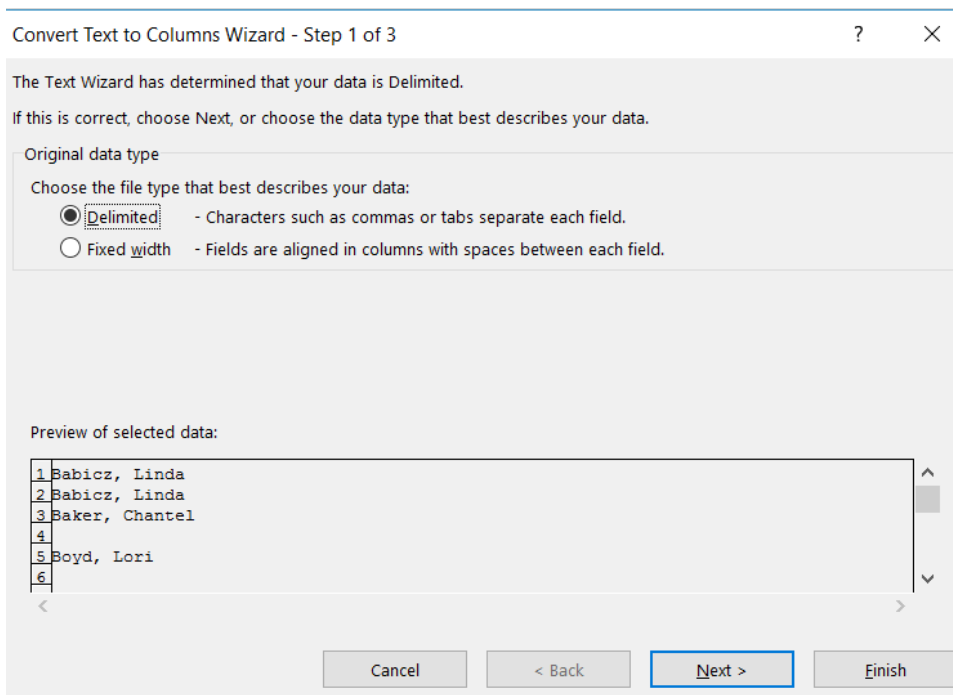 Convert Text to Columns Wizard - Step 1 of 3 ?
The Text Wizard has determined that your data is Delimited.
If this is correct, choose Next, or choose the data type that best describes your data.
Original data type
Choose the file type that best describes your data:
Delimited - Characters such as commas or tabs separate each field.
Fixed width - Fields are aligned in columns with spaces between each field.
Preview of selected data:
1 Babicz, Linda
2 Babicz, Linda
3 Baker, Chantel
4
5 Boyd, Lori
6
Cancel < Back Next > Finish